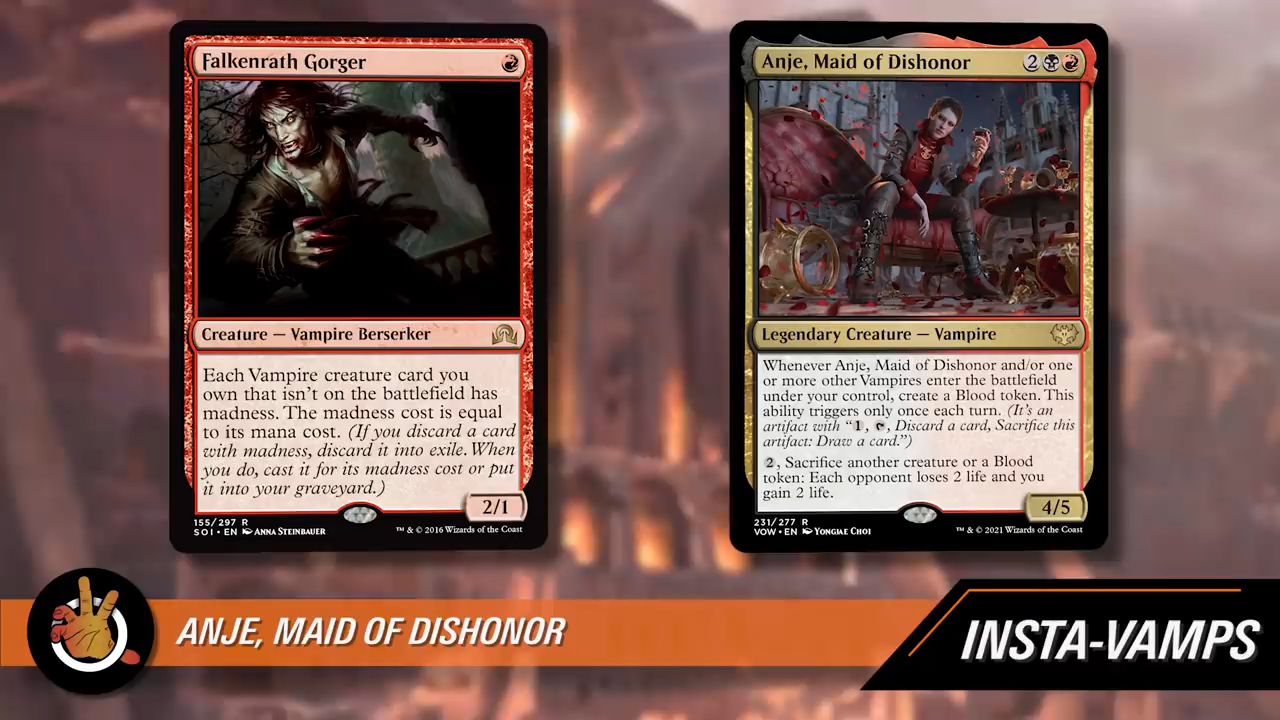 Falkenrath Gorger
Creature — Vampire Berserker
Each Vampire creature card you
own that isn't on the battlefield has
madness. The madness cost is equal
to its mana cost. (If you discard a card
with madness, discard it into exile. When
you do, cast it for its madness cost or put
it into your graveyard.)
2/1
155/297 R
SOI • EN ANNA STEINBAUER
™ & © 2016 Wizards of the Coast
Anje, Maid of Dishonor
2
Legendary Creature — Vampire
Whenever Anje, Maid of Dishonor and/or one
or more other Vampires enter the battlefield
under your control, create a Blood token. This
ability triggers only once each turn. (It's an
artifact with “1, , Discard a card, Sacrifice this
artifact: Draw a card.”)
2, Sacrifice another creature or a Blood
token: Each opponent loses 2 life and you
gain 2 life.
4/5
231/277 R
VOW • EN YONGJAE CHOI
™ & © 2021 Wizards of the Coast
ANJE, MAID OF DISHONOR
INSTA-VAMPS